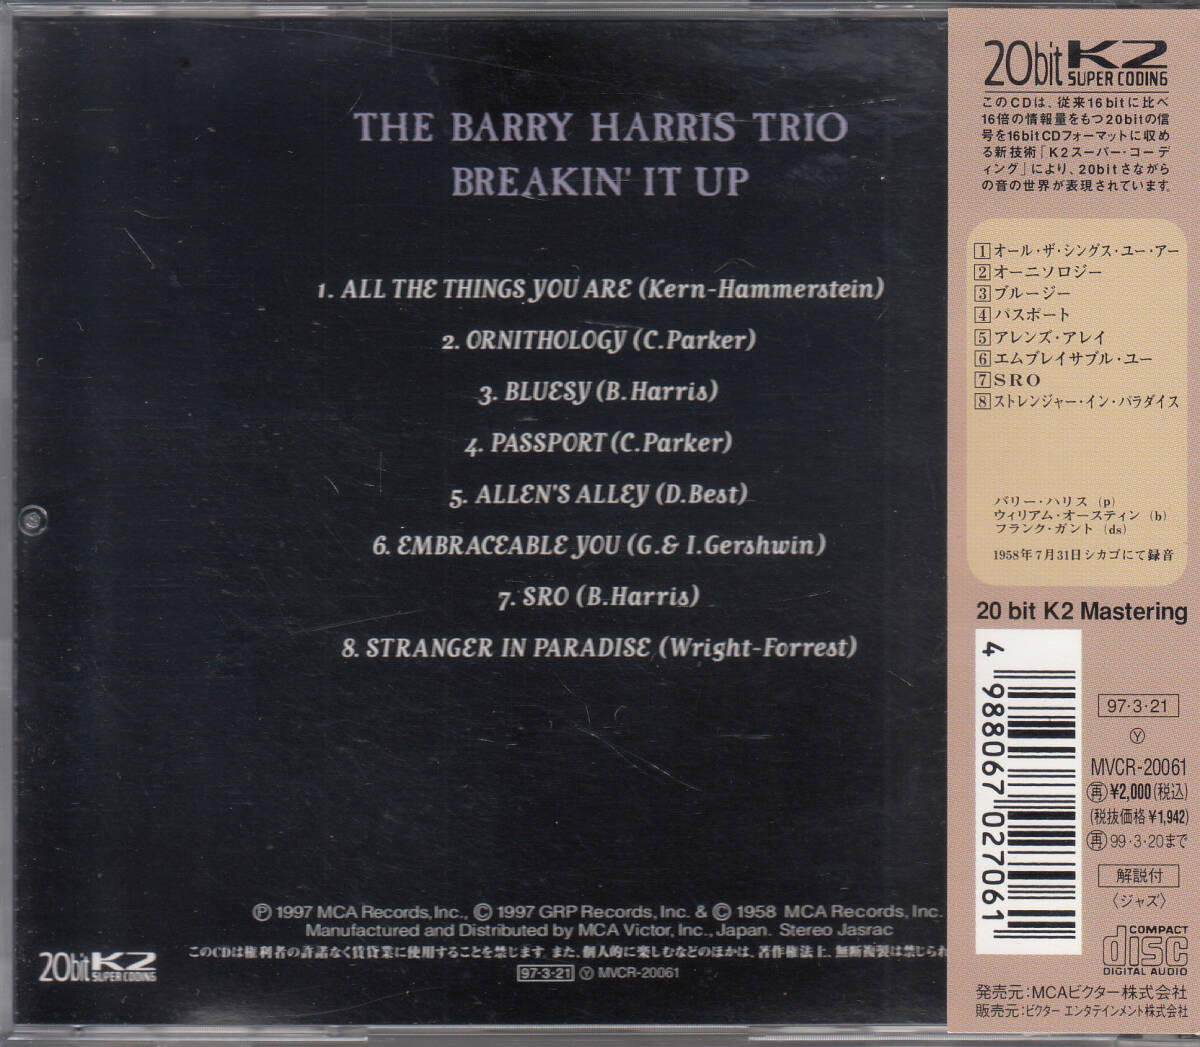 THE BARRY HARRIS TRIO
BREAKIN' IT UP
1. ALL THE THINGS YOU ARE (Kern-Hammerstein)
2. ORNITHOLOGY (C.Parker)
3. BLUESY (B.Harris)
4. PASSPORT (C.Parker)
5. ALLEN'S ALLEY (D.Best)
6. EMBRACEABLE YOU (G.& I.Gershwin)
7. SRO (B.Harris)
8. STRANGER IN PARADISE (Wright-Forrest)
Ⓟ 1997 MCA Records, Inc., Ⓒ 1997 GRP Records, Inc. & Ⓒ 1958 MCA Records, Inc.
Manufactured and Distributed by MCA Victor, Inc., Japan. Stereo Jasrac
このCDは権利者の許諾なく賃貸業に使用することを禁じます。また、個人的に楽しむなどのほかは、著作権法上、無断複製は禁じられ
97·3·21 Ⓨ MVCR-20061
20bit K2
SUPER CODING
20bit K2
SUPER CODING
このCDは、従来16bitに比べ
16倍の情報量をもつ20bitの信
号を16bitCDフォーマットに収め
る新技術「K2スーパー・コーデ
ィング」により、20bitさながら
の音の世界が表現されています。
1 オール・ザ・シングス・ユー・アー
2 オーニソロジー
3 ブルージー
4 パスポート
5 アレンズ・アレイ
6 エムブレイサブル・ユー
7 SRO
8 ストレンジャー・イン・パラダイス
バリー・ハリス (p)
ウィリアム・オースティン (b)
フランク・ガント (ds)
1958年7月31日シカゴにて録音
20 bit K2 Mastering
4 988067 027061
97·3·21
Ⓨ
MVCR-20061
再 ¥2,000(税込)
(税抜価格¥1,942)
再 99·3·20まで
解説付
〈ジャズ〉
COMPACT
disc
DIGITAL AUDIO
発売元:MCAビクター株式会社
販売元:ビクター エンタテインメント株式会社